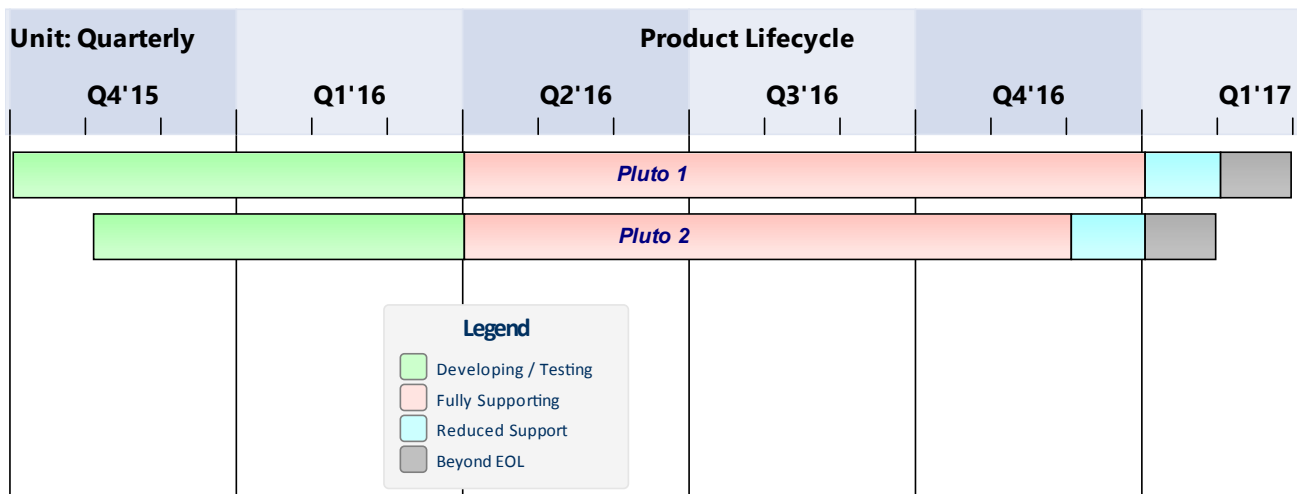 Unit: Quarterly
Product Lifecycle
Q4'15
Q1'16
Q2'16
Q3'16
Q4'16
Q1'17
Pluto 1
Pluto 2
Legend
Developing / Testing
Fully Supporting
Reduced Support
Beyond EOL